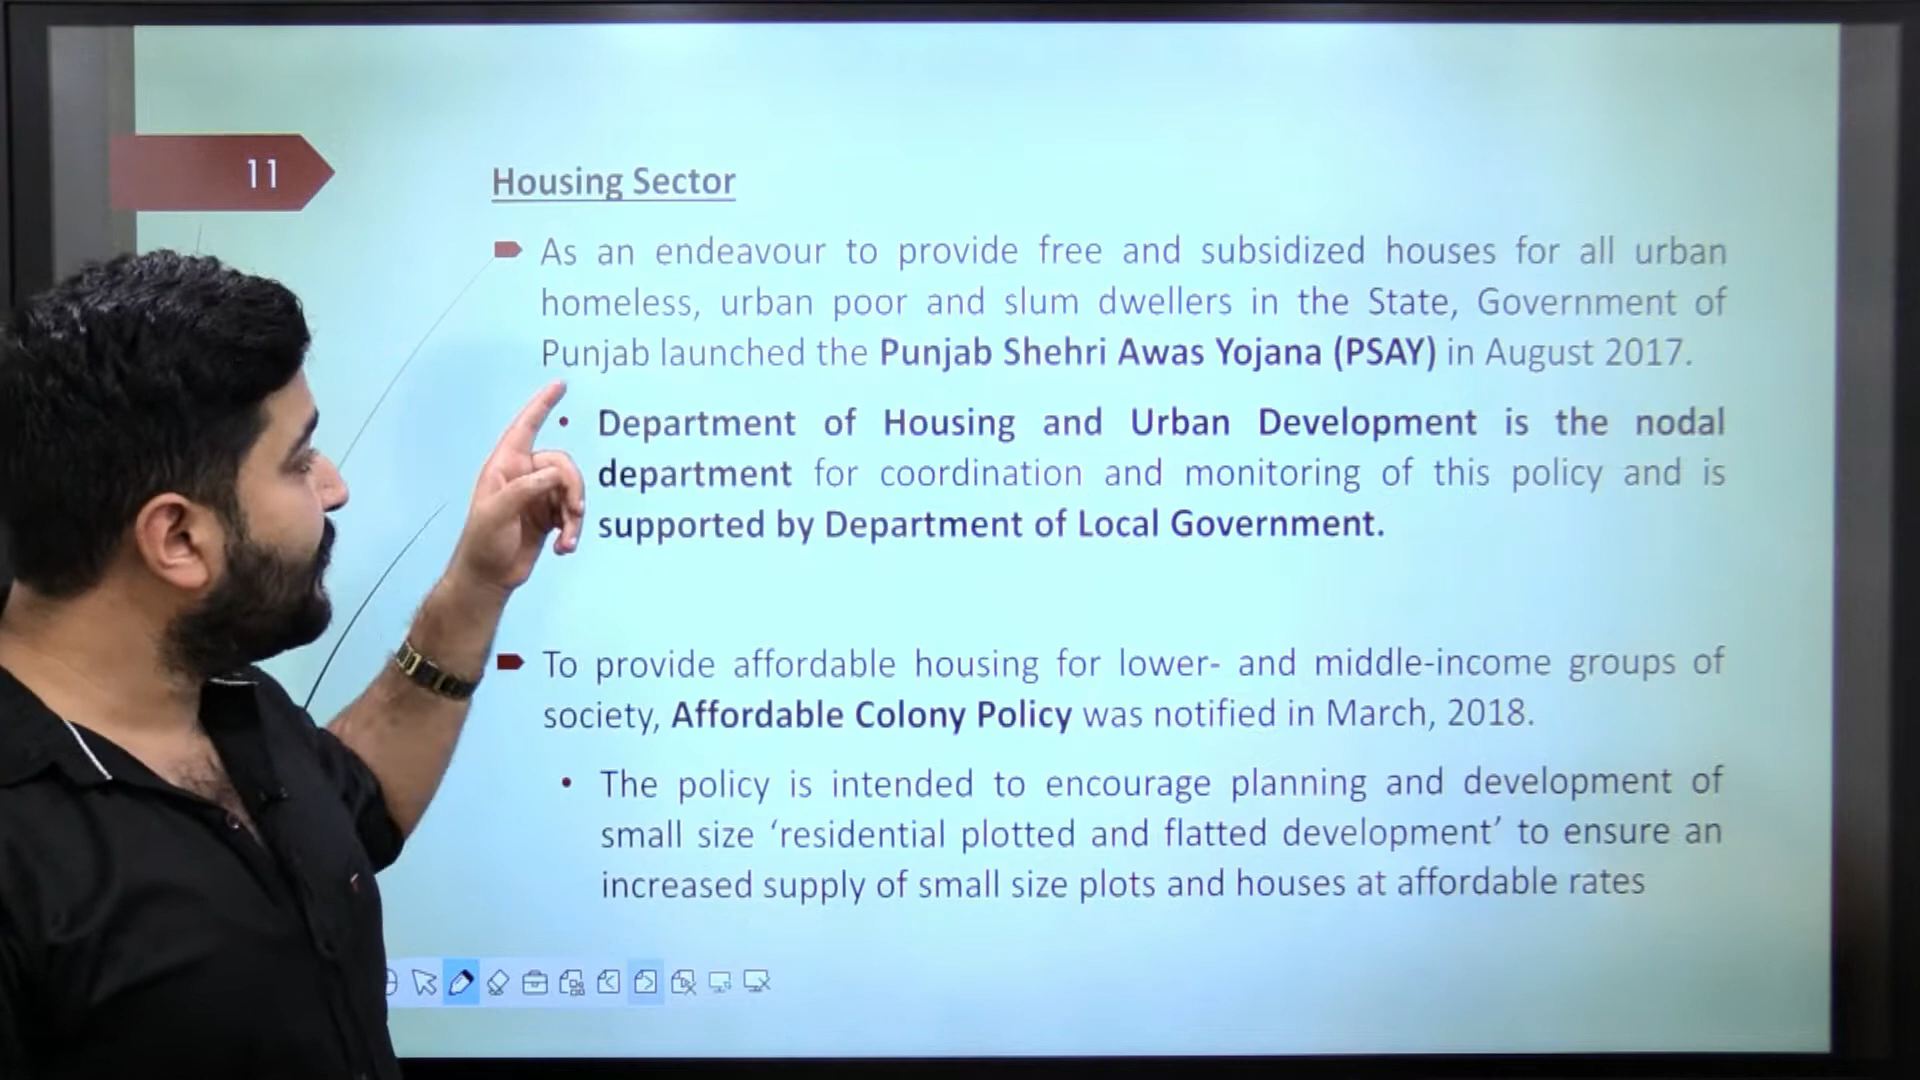 11
Housing Sector
As an endeavour to provide free and subsidized houses for all urban
homeless, urban poor and slum dwellers in the State, Government of
Punjab launched the Punjab Shehri Awas Yojana (PSAY) in August 2017.
• Department of Housing and Urban Development is the nodal
department for coordination and monitoring of this policy and is
supported by Department of Local Government.
To provide affordable housing for lower- and middle-income groups of
society, Affordable Colony Policy was notified in March, 2018.
• The policy is intended to encourage planning and development of
small size ‘residential plotted and flatted development’ to ensure an
increased supply of small size plots and houses at affordable rates